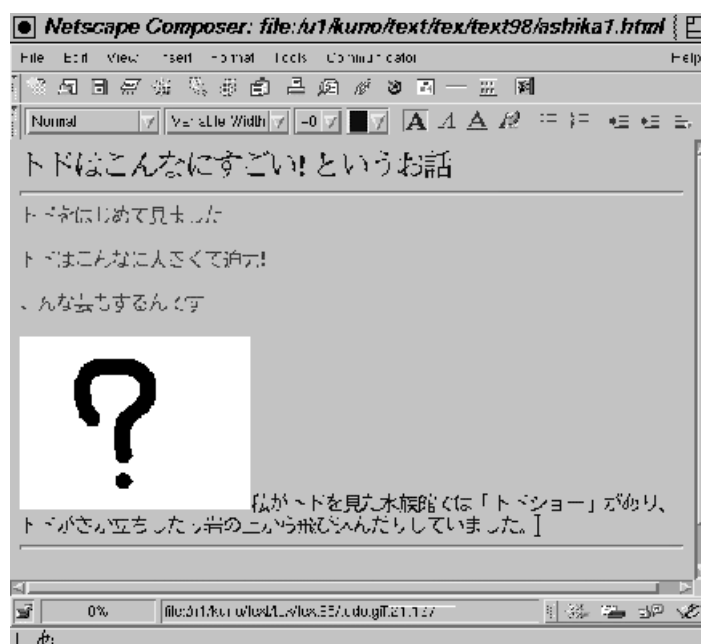 Netscape Composer: file:/u1/kuno/text/tex/text98/ashika1.html
File Edit View Insert Format Tools Communicator Help
Normal Variable Width +0 A A A
トドはこんなにすごい! というお話
トドをはじめて見ました
トドはこんなに大きくて迫力!
こんな芸もするんです
?
私がトドを見た水族館では「トドショー」があり、
トドがさか立ちしたり岩の上から飛び込んだりしていました。
0%